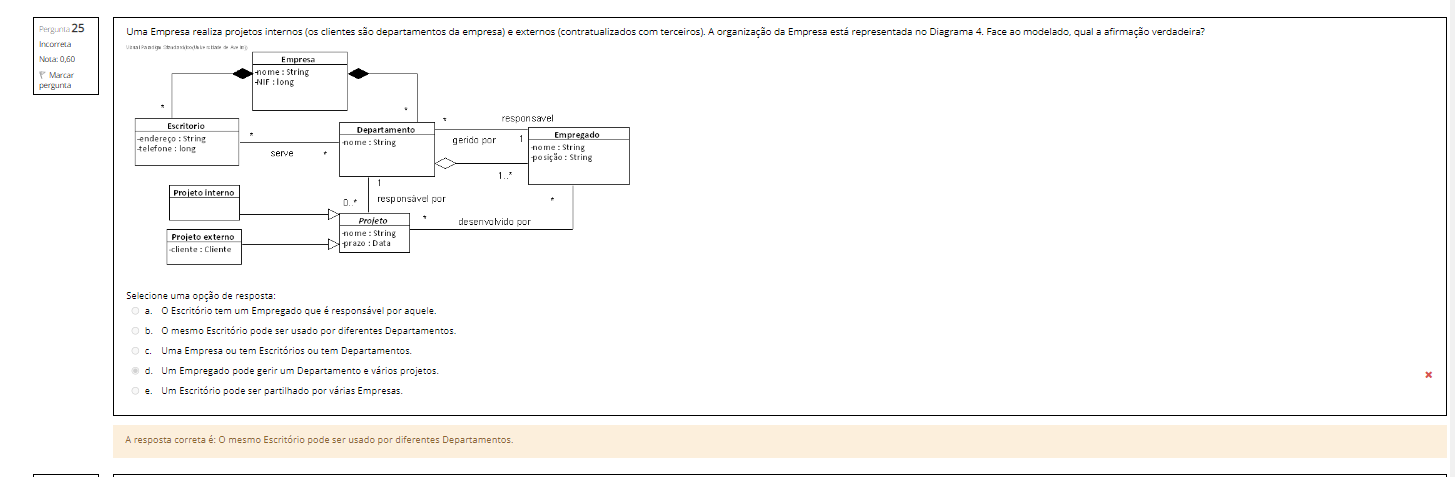 Pergunta 25
Incorreta
Nota: 0,60
Marcar
pergunta
Uma Empresa realiza projetos internos (os clientes são departamentos da empresa) e externos (contratualizados com terceiros). A organização da Empresa está representada no Diagrama 4. Face ao modelado, qual a afirmação verdadeira?
Empresa
-nome : String
-NIF : long
*
*
Escritorio
-endereço : String
-telefone : long
*
serve
*
Departamento
-nome : String
*
responsavel
gerido por
1
Empregado
-nome : String
-posição : String
1..*
1
0..*
responsável por
*
Projeto interno
Projeto
-nome : String
-prazo : Data
*
desenvolvido por
Projeto externo
-cliente : Cliente
Selecione uma opção de resposta:
a. O Escritório tem um Empregado que é responsável por aquele.
b. O mesmo Escritório pode ser usado por diferentes Departamentos.
c. Uma Empresa ou tem Escritórios ou tem Departamentos.
d. Um Empregado pode gerir um Departamento e vários projetos.
e. Um Escritório pode ser partilhado por várias Empresas.
A resposta correta é: O mesmo Escritório pode ser usado por diferentes Departamentos.